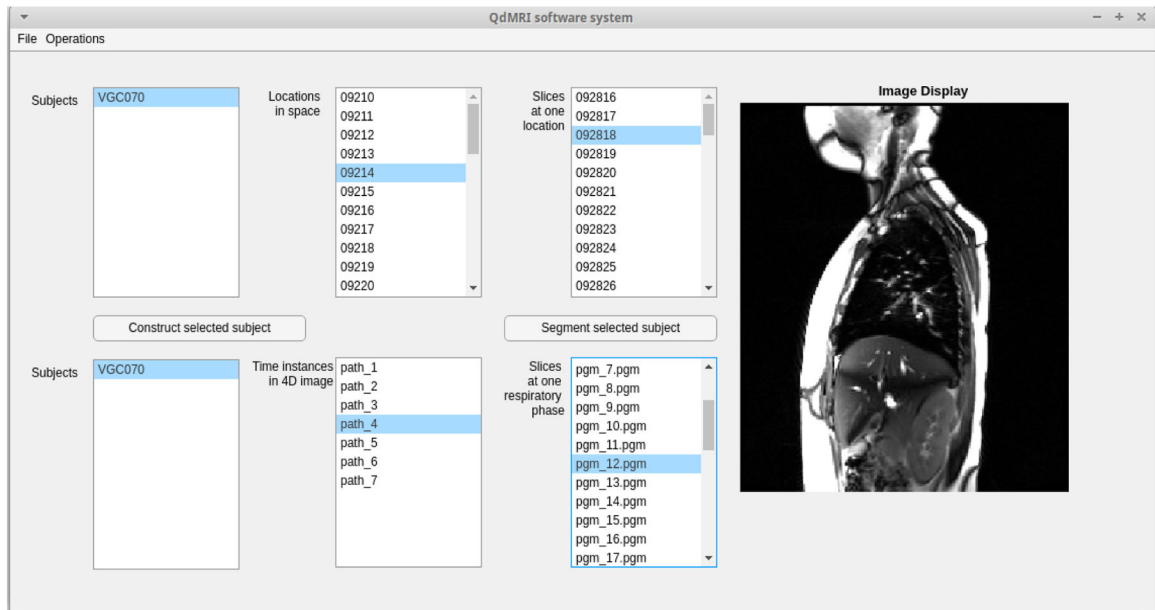 QdMRI software system
File Operations
Subjects
VGC070
Locations
in space
09210
09211
09212
09213
09214
09215
09216
09217
09218
09219
09220
Slices
at one
location
092816
092817
092818
092819
092820
092821
092822
092823
092824
092825
092826
Image Display
Construct selected subject
Segment selected subject
Subjects
VGC070
Time instances
in 4D image
path_1
path_2
path_3
path_4
path_5
path_6
path_7
Slices
at one
respiratory
phase
pgm_7.pgm
pgm_8.pgm
pgm_9.pgm
pgm_10.pgm
pgm_11.pgm
pgm_12.pgm
pgm_13.pgm
pgm_14.pgm
pgm_15.pgm
pgm_16.pgm
pgm_17.pgm